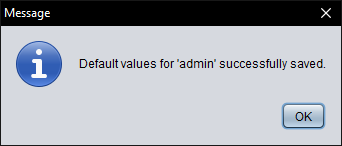 Message
Default values for 'admin' successfully saved.
OK